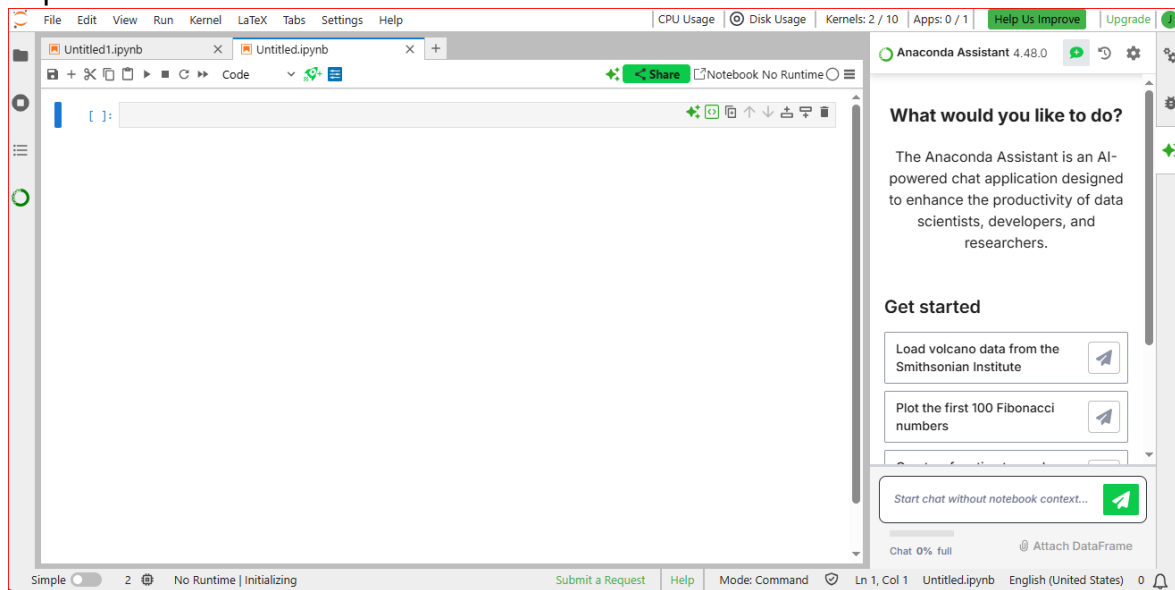 File Edit View Run Kernel LaTeX Tabs Settings Help
CPU Usage Disk Usage Kernels: 2 / 10 Apps: 0 / 1 Help Us Improve Upgrade J
Untitled1.ipynb Untitled.ipynb
Code Share Notebook No Runtime
[ ]:
Anaconda Assistant 4.48.0
What would you like to do?
The Anaconda Assistant is an AI-
powered chat application designed
to enhance the productivity of data
scientists, developers, and
researchers.
Get started
Load volcano data from the
Smithsonian Institute
Plot the first 100 Fibonacci
numbers
Start chat without notebook context...
Chat 0% full Attach DataFrame
Simple 2 No Runtime | Initializing Submit a Request Help Mode: Command Ln 1, Col 1 Untitled.ipynb English (United States) 0